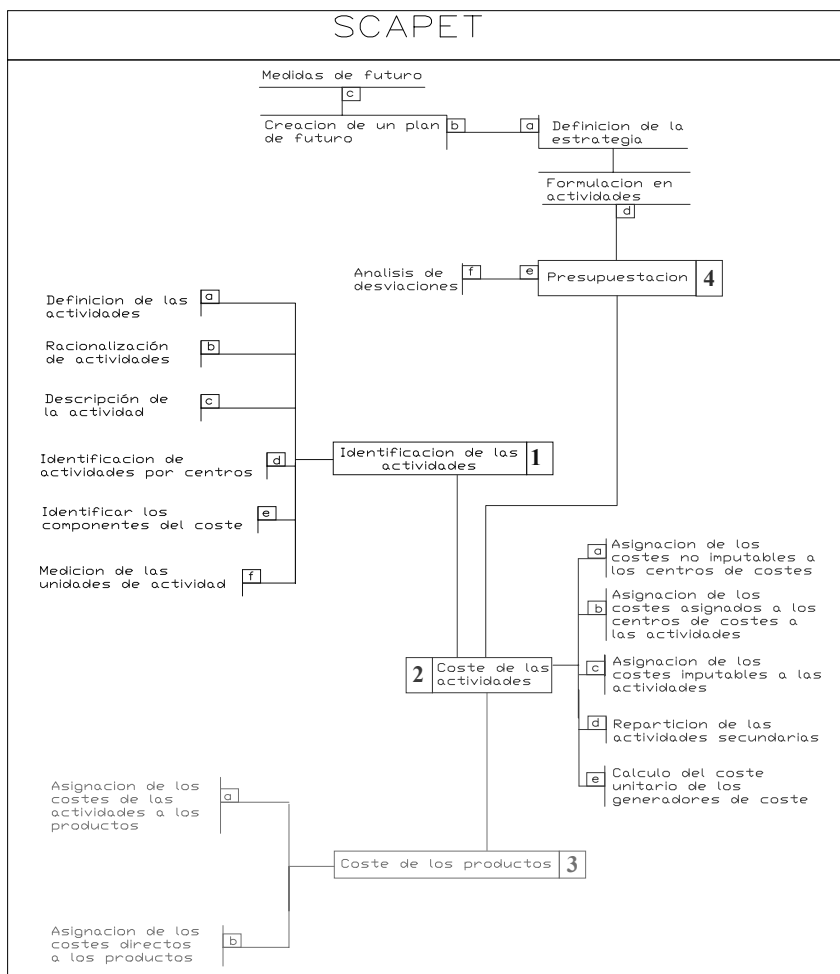 SCAPET
Medidas de futuro
c
Creacion de un plan
de futuro
b
a
Definicion de la
estrategia
Formulacion en
actividades
d
Analisis de
desviaciones
f
e
Presupuestacion
4
Definicion de las
actividades
a
Racionalización
de actividades
b
Descripción de
la actividad
c
Identificacion de
actividades por centros
d
Identificar los
componentes del coste
e
Medicion de las
unidades de actividad
f
Identificacion de las
actividades
1
2
Coste de las
actividades
a
Asignacion de los
costes no imputables a
los centros de costes
b
Asignacion de los
costes asignados a los
centros de costes a
las actividades
c
Asignacion de los
costes imputables a las
actividades
d
Reparticion de las
actividades secundarias
e
Calculo del coste
unitario de los
generadores de coste
Asignacion de los
costes de las
actividades a los
productos
a
Coste de los productos
3
Asignacion de los
costes directos
a los productos
b